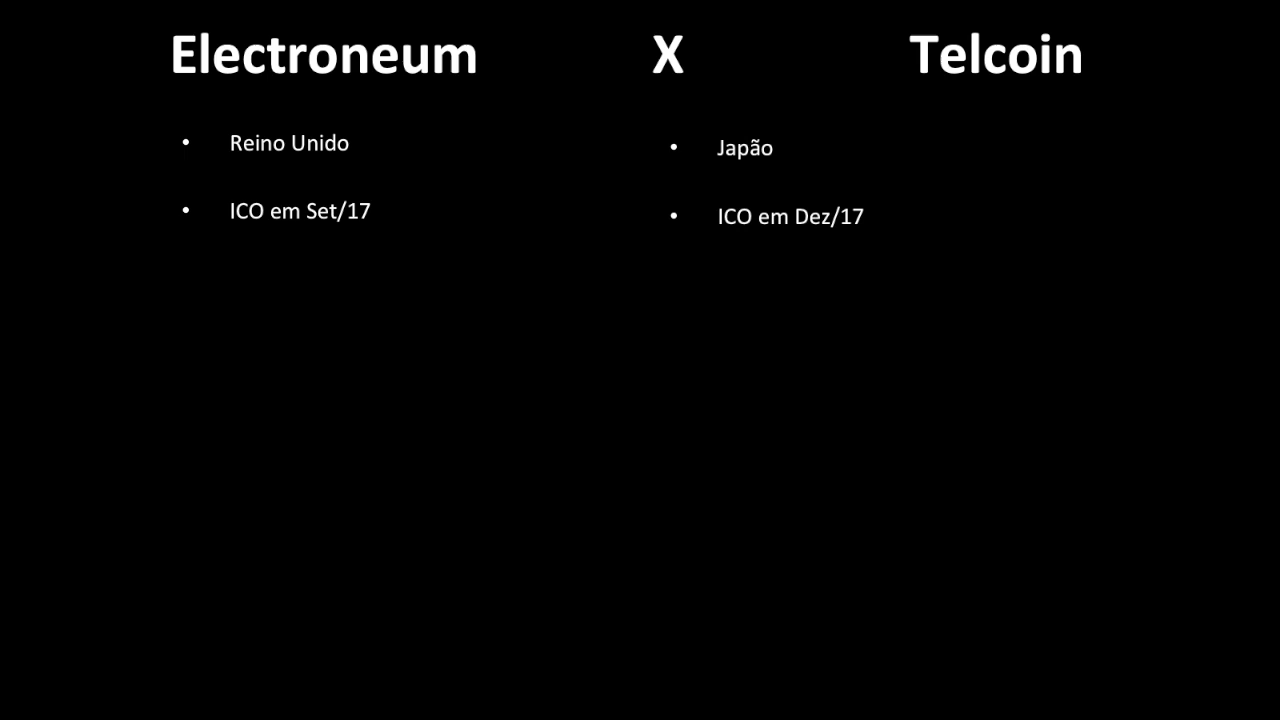 Electroneum X Telcoin
• Reino Unido
• ICO em Set/17
• Japão
• ICO em Dez/17